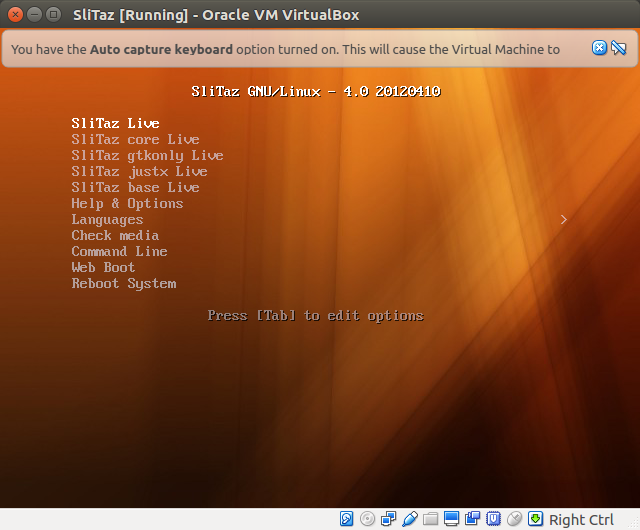 SliTaz [Running] - Oracle VM VirtualBox
You have the Auto capture keyboard option turned on. This will cause the Virtual Machine to
SliTaz GNU/Linux - 4.0 20120410
SliTaz Live
SliTaz core Live
SliTaz gtkonly Live
SliTaz justx Live
SliTaz base Live
Help & Options
Languages >
Check media
Command Line
Web Boot
Reboot System
Press [Tab] to edit options
Right Ctrl